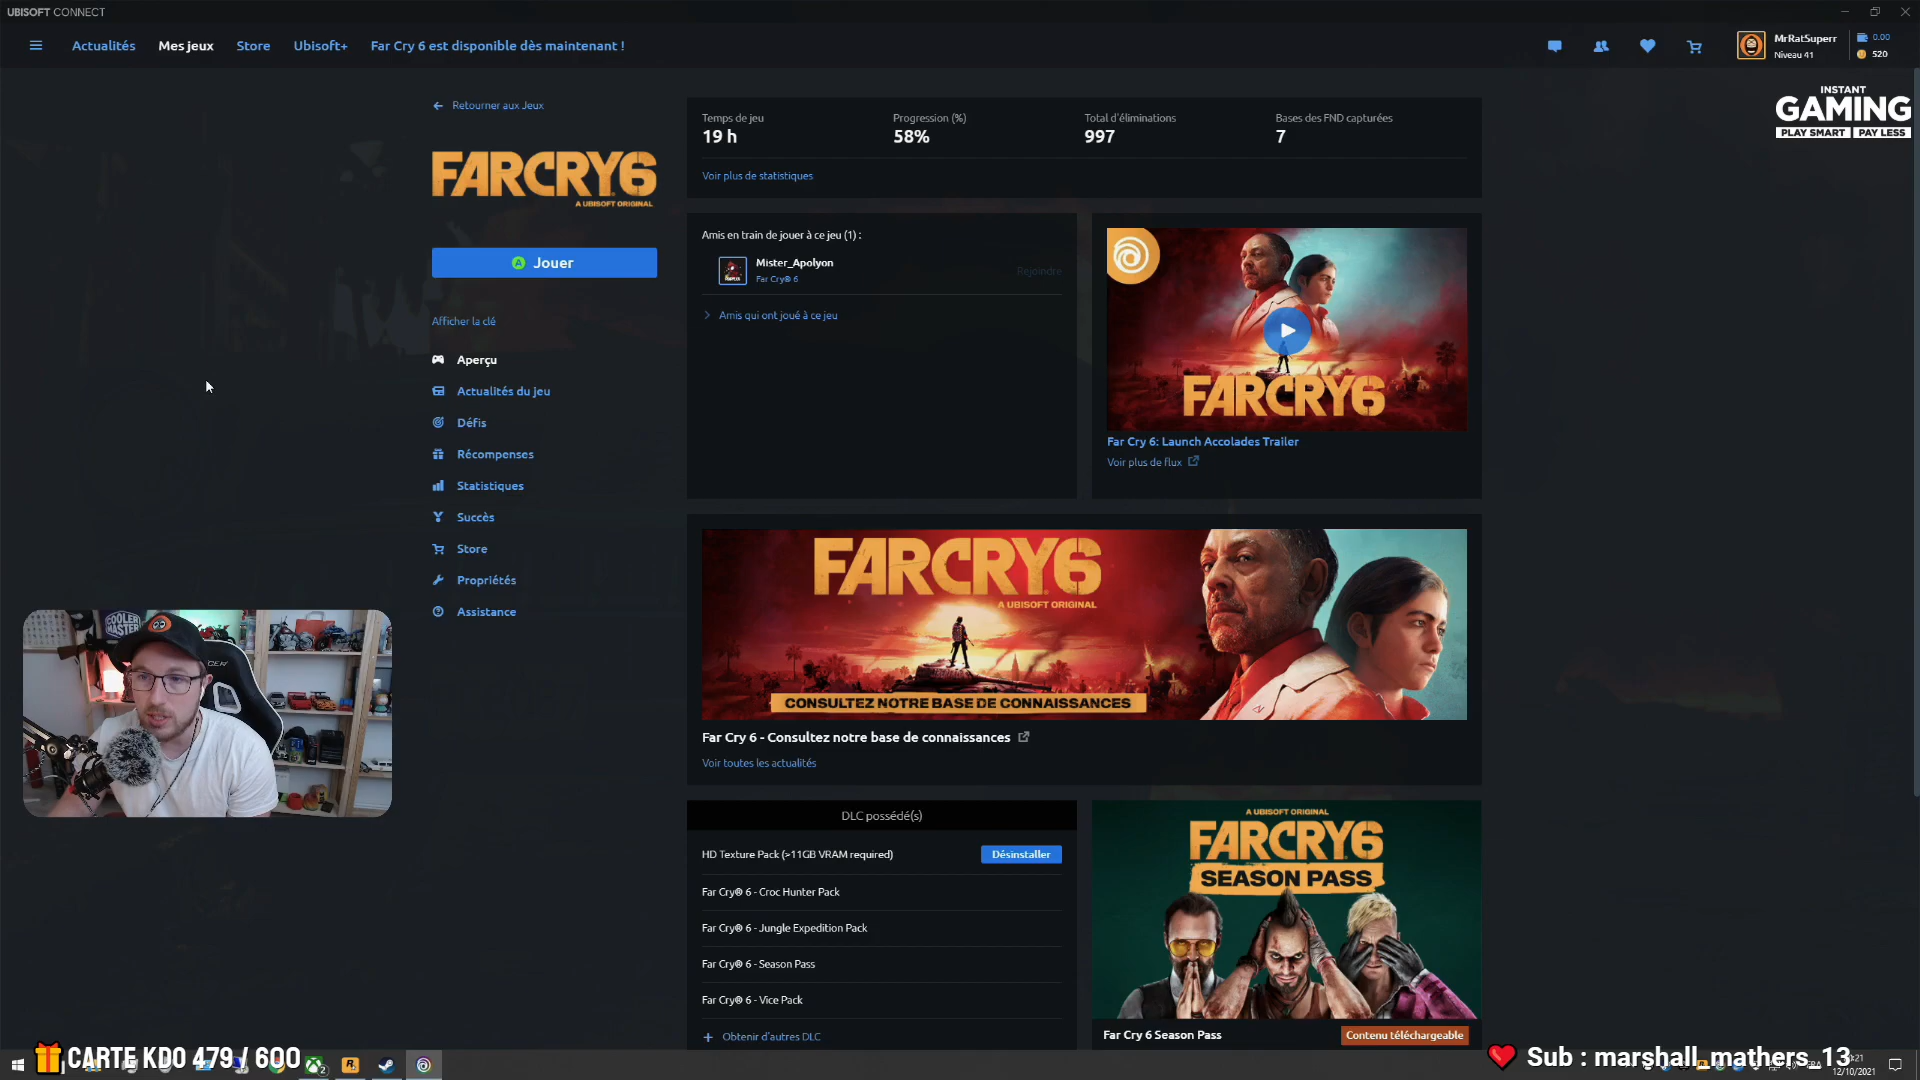 UBISOFT CONNECT
Actualités
Mes jeux
Store
Ubisoft+
Far Cry 6 est disponible dès maintenant !
MrRatSuperr
Niveau 41
0.00
520
INSTANT
GAMING
PLAY SMART | PAY LESS
Retourner aux Jeux
FARCRY6
A UBISOFT ORIGINAL
A Jouer
Afficher la clé
Aperçu
Actualités du jeu
Défis
Récompenses
Statistiques
Succès
Store
Propriétés
Assistance
Temps de jeu
19 h
Progression (%)
58%
Total d'éliminations
997
Bases des FND capturées
7
Voir plus de statistiques
Amis en train de jouer à ce jeu (1) :
Mister_Apolyon
Far Cry® 6
Rejoindre
Amis qui ont joué à ce jeu
FARCRY6
Far Cry 6: Launch Accolades Trailer
Voir plus de flux
FARCRY6
A UBISOFT ORIGINAL
CONSULTEZ NOTRE BASE DE CONNAISSANCES
Far Cry 6 - Consultez notre base de connaissances
Voir toutes les actualités
COOLER
MASTER
DLC possédé(s)
HD Texture Pack (>11GB VRAM required)
Désinstaller
Far Cry® 6 - Croc Hunter Pack
Far Cry® 6 - Jungle Expedition Pack
Far Cry® 6 - Season Pass
Far Cry® 6 - Vice Pack
Obtenir d'autres DLC
A UBISOFT ORIGINAL
FARCRY6
SEASON PASS
Far Cry 6 Season Pass
Contenu téléchargeable
CARTE KDO 479 / 600
Sub : marshall_mathers_13
12/10/2021